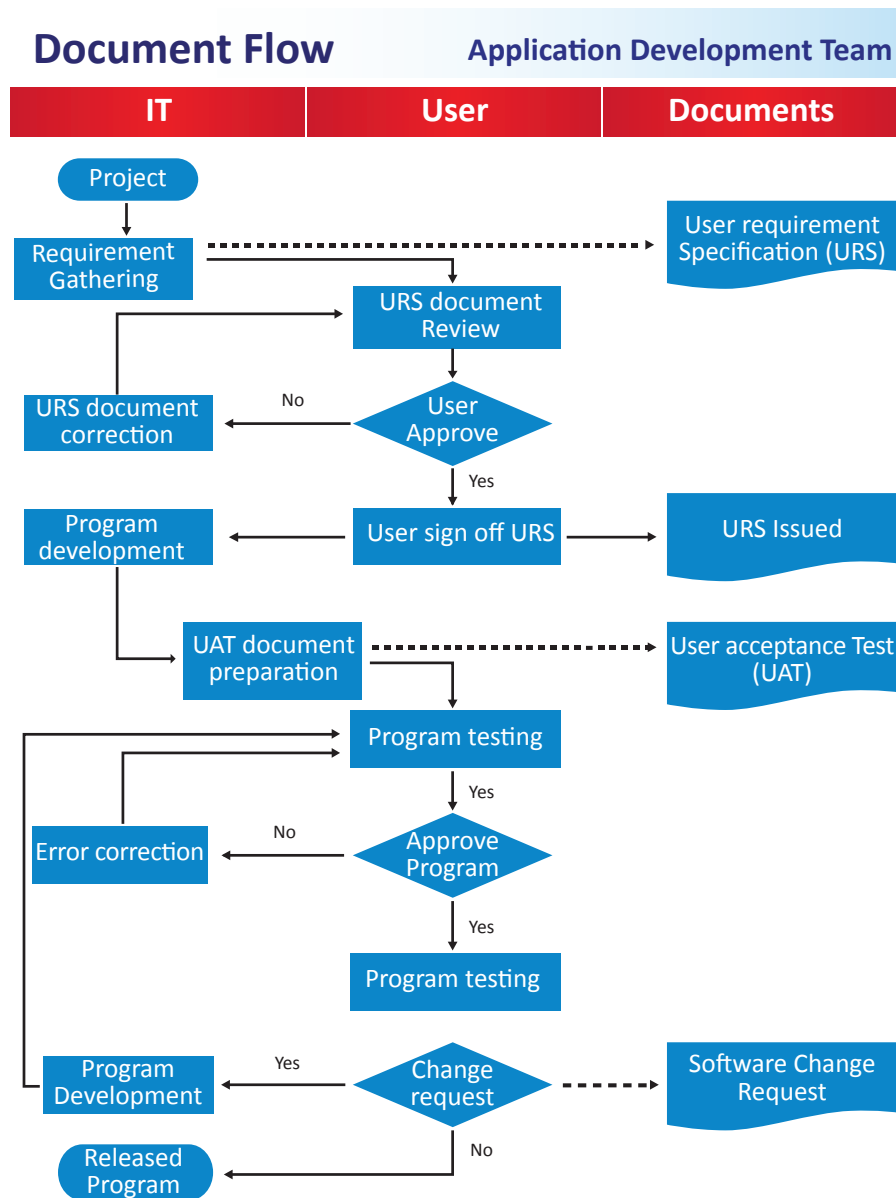 Document Flow
Application Development Team
IT
User
Documents
Project
Requirement
Gathering
User requirement
Specification (URS)
URS document
Review
URS document
correction
No
User
Approve
Yes
Program
development
User sign off URS
URS Issued
UAT document
preparation
User acceptance Test
(UAT)
Program testing
Yes
Error correction
No
Approve
Program
Yes
Program testing
Program
Development
Yes
Change
request
Software Change
Request
No
Released
Program